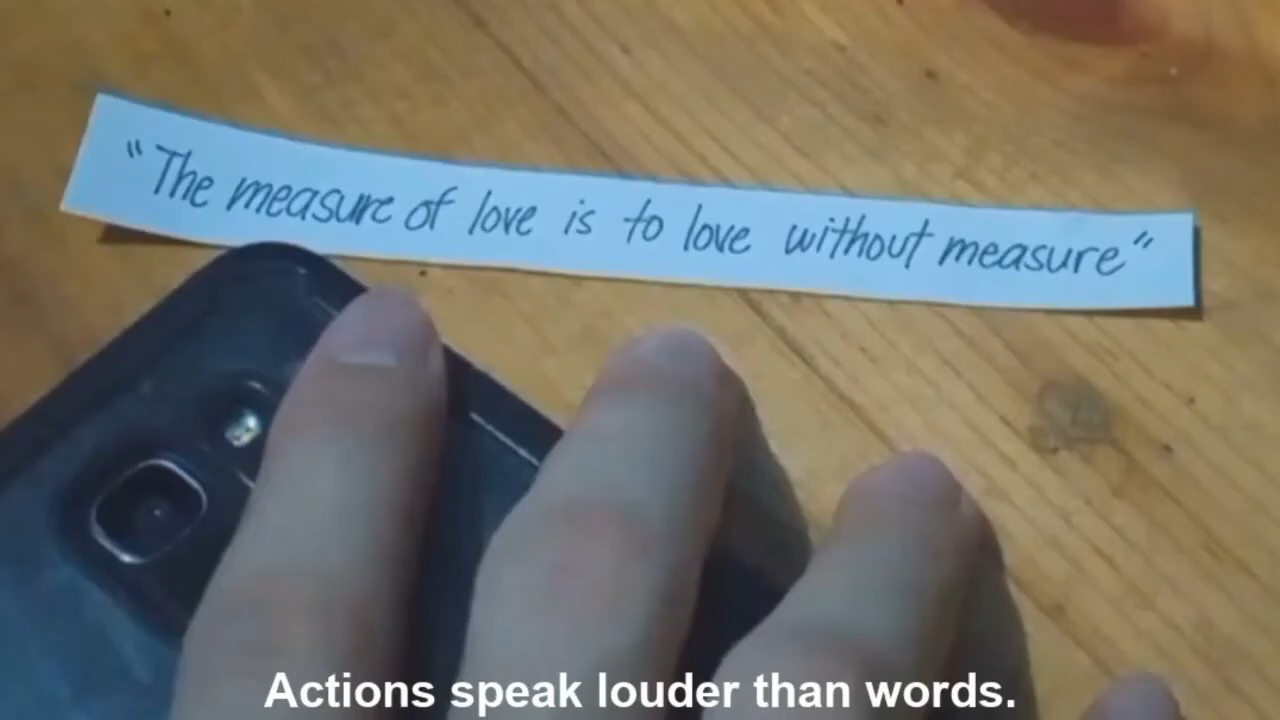 "The measure of love is to love without measure"
Actions speak louder than words.